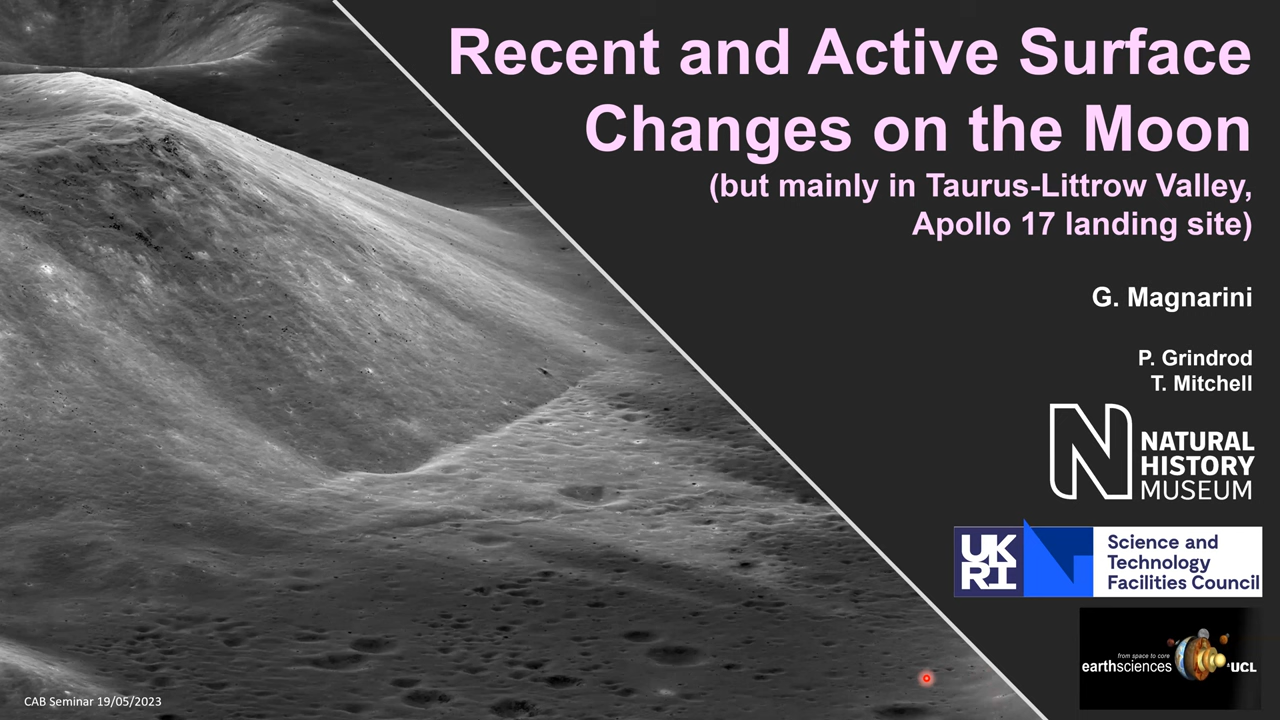 Recent and Active Surface
Changes on the Moon
(but mainly in Taurus-Littrow Valley,
Apollo 17 landing site)
G. Magnarini
P. Grindrod
T. Mitchell
N NATURAL
HISTORY
MUSEUM
UK
RI
Science and
Technology
Facilities Council
from space to core
earthsciences
UCL
CAB Seminar 19/05/2023